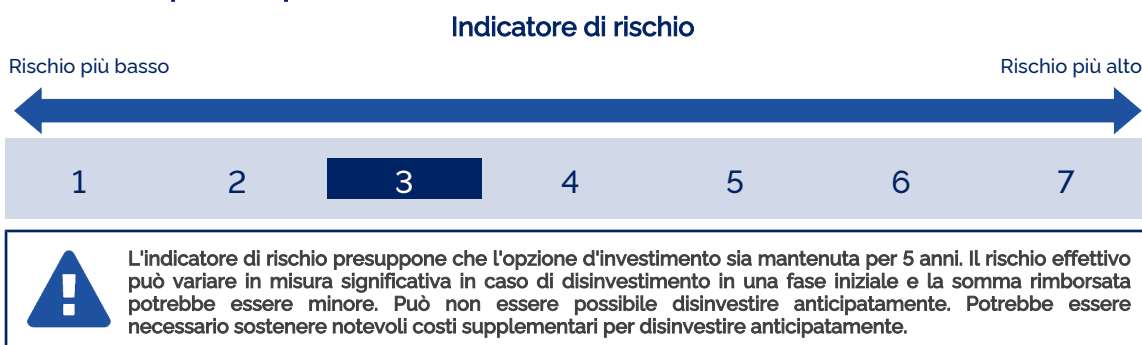 Indicatore di rischio
Rischio più basso
Rischio più alto
1 2 3 4 5 6 7
L'indicatore di rischio presuppone che l'opzione d'investimento sia mantenuta per 5 anni. Il rischio effettivo
può variare in misura significativa in caso di disinvestimento in una fase iniziale e la somma rimborsata
potrebbe essere minore. Può non essere possibile disinvestire anticipatamente. Potrebbe essere
necessario sostenere notevoli costi supplementari per disinvestire anticipatamente.